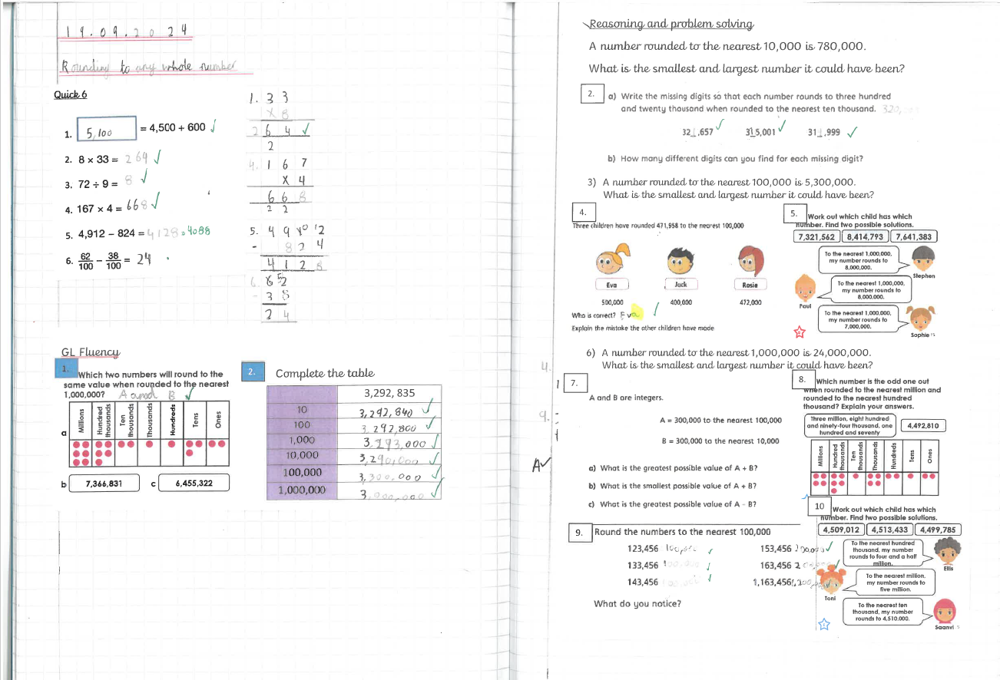 19.09.2024
Rounding to any whole number
Quick 6
1. 5,100 = 4,500 + 600 ✓
2. 8 × 33 = 264 ✓
3. 72 ÷ 9 = 8 ✓
4. 167 × 4 = 668 ✓
5. 4,912 – 824 = 4128 • 4088
6. 62/100 – 38/100 = 24 •
1. 33
× 8
264 ✓
2
4. 167
× 4
668
2 2
5. 4 9 1 12
- 824
4128
6. 62
- 38
24
GL Fluency
1.
Which two numbers will round to the
same value when rounded to the nearest
1,000,000? A and B ✓
a
Millions
Hundred thousands
Ten thousands
Thousands
Hundreds
Tens
Ones
b 7,366,831 c 6,455,322
2. Complete the table
3,292,835
10 3,292,840 ✓
100 3,292,800 ✓
1,000 3,293,000 ✓
10,000 3,290,000 ✓
100,000 3,300,000 ✓
1,000,000 3,000,000 ✓
Reasoning and problem solving
A number rounded to the nearest 10,000 is 780,000.
What is the smallest and largest number it could have been?
2. a) Write the missing digits so that each number rounds to three hundred
and twenty thousand when rounded to the nearest ten thousand. 320,
321,657 ✓ 315,001 ✓ ,999 ✓
b) How many different digits can you find for each missing digit?
3) A number rounded to the nearest 100,000 is 5,300,000.
What is the smallest and largest number it could have been?
4.
Three children have rounded 471,958 to the nearest 100,000
Eva Jack Rosie
500,000 400,000 472,000
Who is correct? Eva ✓
Explain the mistake the other children have made
5. Work out which child has which
number. Find two possible solutions.
7,321,562 8,414,793 7,641,383
To the nearest 1,000,000,
my number rounds to
8,000,000.
Stephen
To the nearest 1,000,000,
my number rounds to
8,000,000.
Paul
To the nearest 1,000,000,
my number rounds to
7,000,000.
Sophie
6) A number rounded to the nearest 1,000,000 is 24,000,000.
What is the smallest and largest number it could have been?
4.
9.
A✓
7.
A and B are integers.
A = 300,000 to the nearest 100,000
B = 300,000 to the nearest 10,000
a) What is the greatest possible value of A + B?
b) What is the smallest possible value of A + B?
c) What is the greatest possible value of A - B?
8. Which number is the odd one out
when rounded to the nearest million and
rounded to the nearest hundred
thousand? Explain your answers.
Three million, eight hundred
and ninety-four thousand, one
hundred and seventy
4,492,810
Millions
Hundred thousands
Ten thousands
Thousands
Hundreds
Tens
Ones
9. Round the numbers to the nearest 100,000
123,456 100,000 ✓ 153,456 200,000 ✓
133,456 100,000 ✓ 163,456 200,000 ✓
143,456 100,000 ✓ 1,163,456 1,200,000
What do you notice?
10 Work out which child has which
number. Find two possible solutions.
4,509,012 4,513,433 4,499,785
To the nearest hundred
thousand, my number
rounds to four and a half
million.
Ellis
To the nearest million,
my number rounds to
five million.
Toni
To the nearest ten
thousand, my number
rounds to 4,510,000.
Saanvi